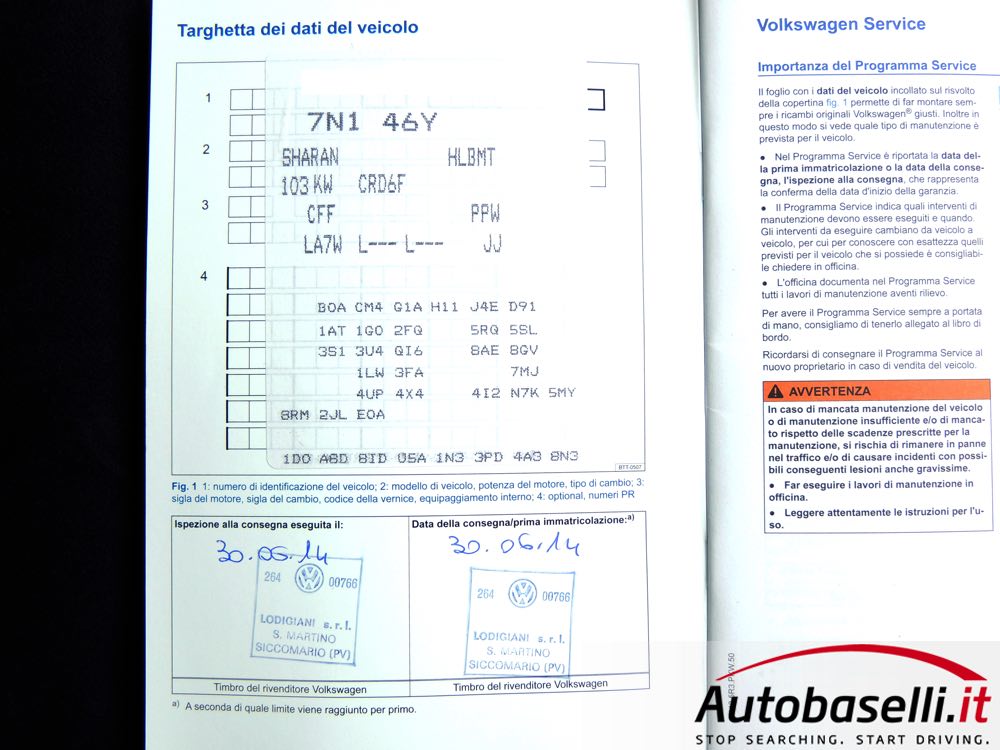 Targhetta dei dati del veicolo
1
7N1 46Y
2
SHARAN HLBMT
103 KW CRD6F
3
CFF PPW
LA7W L--- L--- JJ
4
B0A CM4 G1A H11 J4E D91
1AT 1G0 2FQ 5RQ 5SL
3S1 3U4 QI6 8AE 8GV
1LW 3FA 7MJ
4UP 4X4 4I2 N7K 5MY
8RM 2JL E0A
1D0 A8D 8ID 05A 1N3 3PD 4A3 8N3
BTT-0507
Fig. 1 1: numero di identificazione del veicolo; 2: modello di veicolo, potenza del motore, tipo di cambio; 3:
sigla del motore, sigla del cambio, codice della vernice, equipaggiamento interno; 4: optional, numeri PR
Ispezione alla consegna eseguita il:
30.06.14
264 00766
LODIGIANI s.r.l.
S. MARTINO
SICCOMARIO (PV)
Timbro del rivenditore Volkswagen
Data della consegna/prima immatricolazione:a)
30.06.14
264 00766
LODIGIANI s.r.l.
S. MARTINO
SICCOMARIO (PV)
Timbro del rivenditore Volkswagen
a) A seconda di quale limite viene raggiunto per primo.
Volkswagen Service
Importanza del Programma Service
Il foglio con i dati del veicolo incollato sul risvolto
della copertina fig. 1 permette di far montare sem-
pre i ricambi originali Volkswagen® giusti. Inoltre in
questo modo si vede quale tipo di manutenzione è
prevista per il veicolo.
● Nel Programma Service è riportata la data del-
la prima immatricolazione o la data della conse-
gna, l'ispezione alla consegna, che rappresenta
la conferma della data d'inizio della garanzia.
● Il Programma Service indica quali interventi di
manutenzione devono essere eseguiti e quando.
Gli interventi da eseguire cambiano da veicolo a
veicolo, per cui per conoscere con esattezza quelli
previsti per il veicolo che si possiede è consigliabi-
le chiedere in officina.
● L'officina documenta nel Programma Service
tutti i lavori di manutenzione aventi rilievo.
Per avere il Programma Service sempre a portata
di mano, consigliamo di tenerlo allegato al libro di
bordo.
Ricordarsi di consegnare il Programma Service al
nuovo proprietario in caso di vendita del veicolo.
AVVERTENZA
In caso di mancata manutenzione del veicolo
o di manutenzione insufficiente e/o di manca-
to rispetto delle scadenze prescritte per la
manutenzione, si rischia di rimanere in panne
nel traffico e/o di causare incidenti con possi-
bili conseguenti lesioni anche gravissime.
● Far eseguire i lavori di manutenzione in
officina.
● Leggere attentamente le istruzioni per l'u-
so.
Autobaselli.it
STOP SEARCHING. START DRIVING.